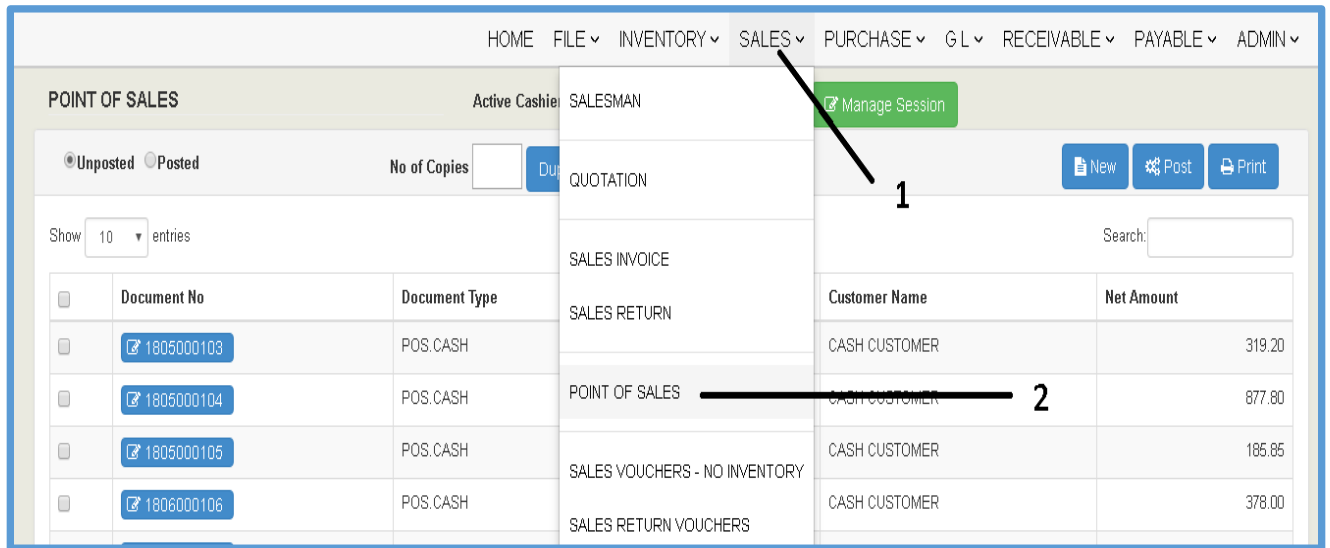 HOME FILE INVENTORY SALES PURCHASE G L RECEIVABLE PAYABLE ADMIN
POINT OF SALES
Active Cashier
SALESMAN
Manage Session
Unposted Posted
No of Copies
Dup
QUOTATION
New Post Print
1
Show 10 entries
Search:
SALES INVOICE
Document No Document Type Customer Name Net Amount
SALES RETURN
1805000103 POS.CASH CASH CUSTOMER 319.20
POINT OF SALES
2
1805000104 POS.CASH CASH CUSTOMER 877.80
1805000105 POS.CASH CASH CUSTOMER 185.85
SALES VOUCHERS - NO INVENTORY
1806000106 POS.CASH CASH CUSTOMER 378.00
SALES RETURN VOUCHERS